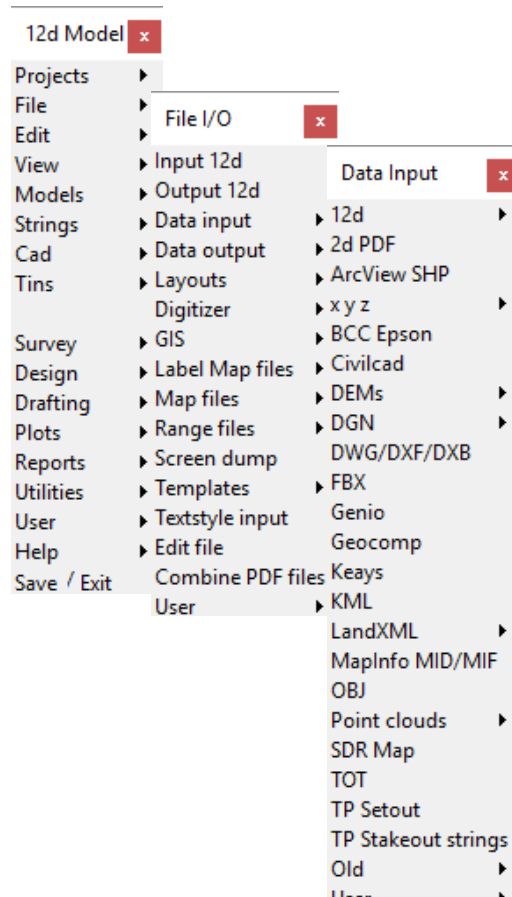 12d Model
Projects
File
Edit
View
Models
Strings
Cad
Tins
Survey
Design
Drafting
Plots
Reports
Utilities
User
Help
Save / Exit
File I/O
Input 12d
Output 12d
Data input
Data output
Layouts
Digitizer
GIS
Label Map files
Map files
Range files
Screen dump
Templates
Textstyle input
Edit file
Combine PDF files
User
Data Input
12d
2d PDF
ArcView SHP
x y z
BCC Epson
Civilcad
DEMs
DGN
DWG/DXF/DXB
FBX
Genio
Geocomp
Keays
KML
LandXML
MapInfo MID/MIF
OBJ
Point clouds
SDR Map
TOT
TP Setout
TP Stakeout strings
Old
User